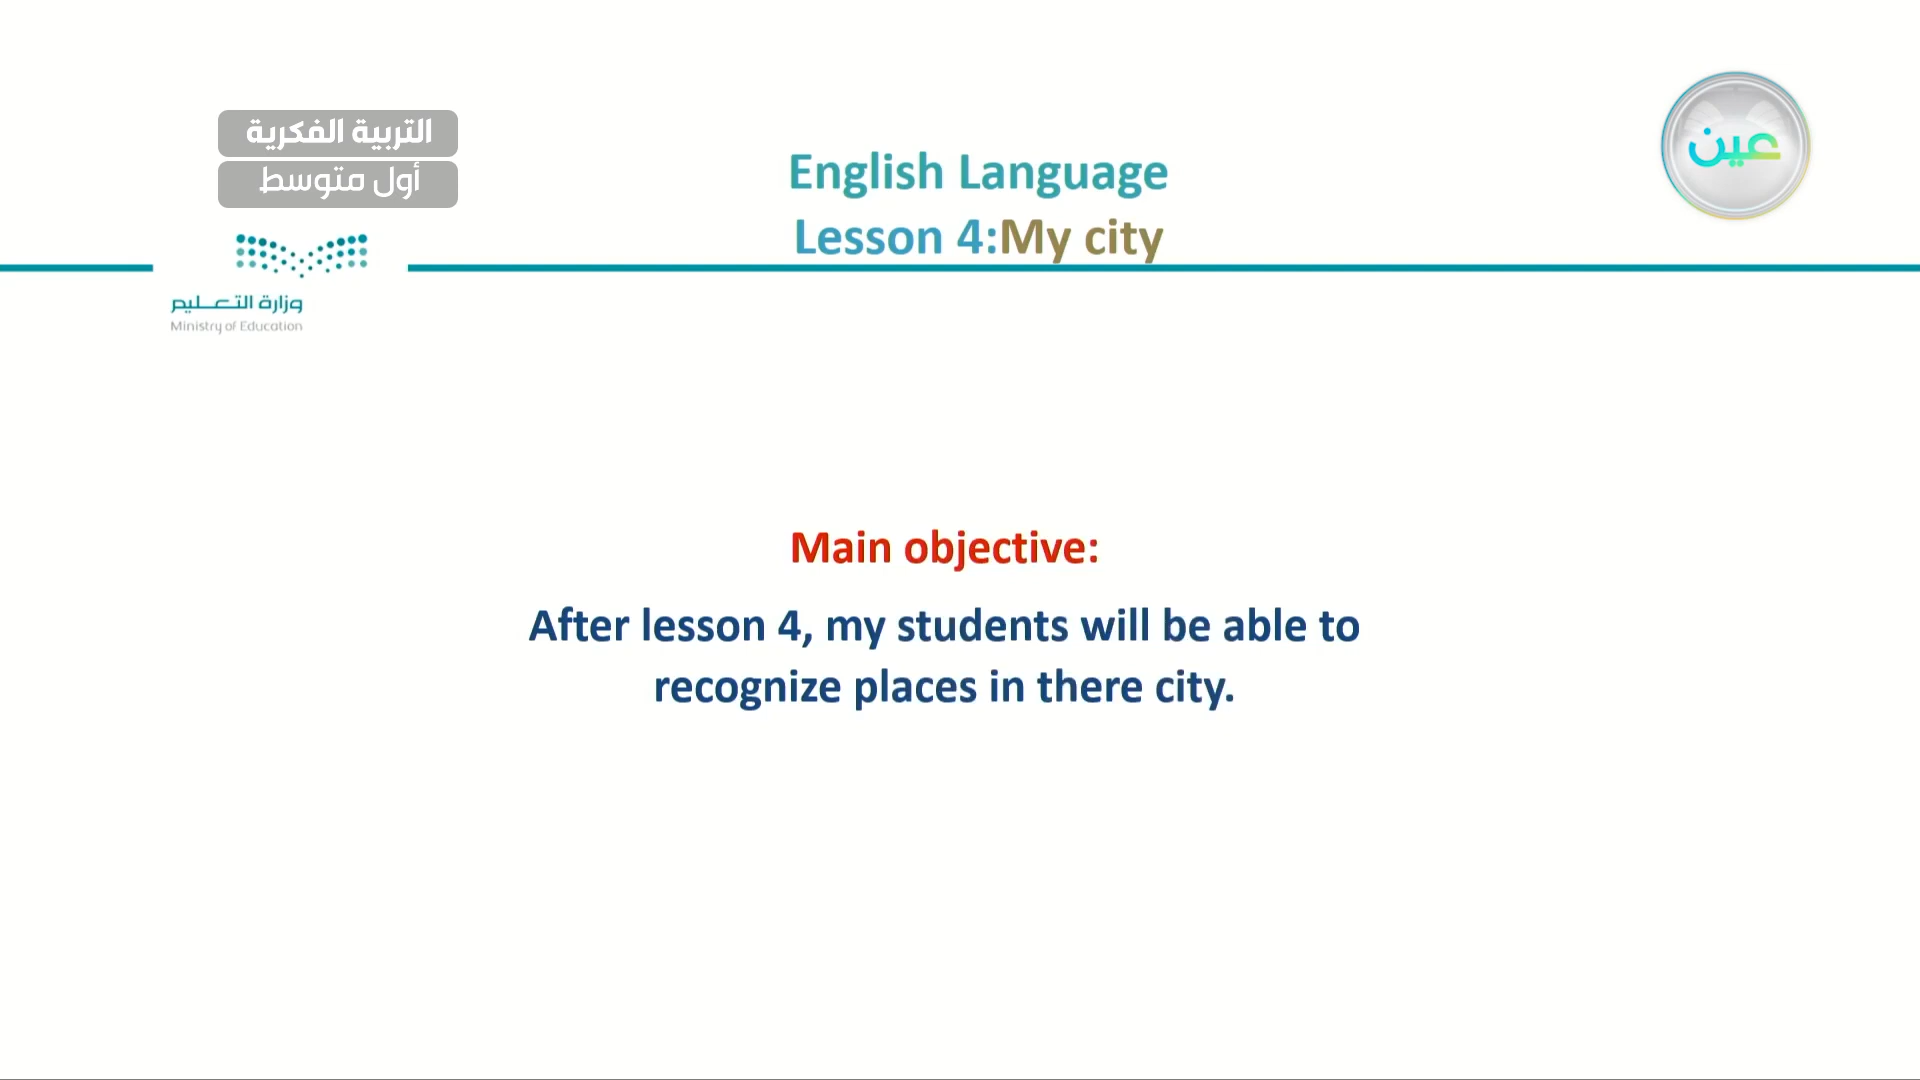 التربية الفكرية
أول متوسط
عين
English Language
Lesson 4:My city
وزارة التعليم
Ministry of Education
Main objective:
After lesson 4, my students will be able to
recognize places in there city.